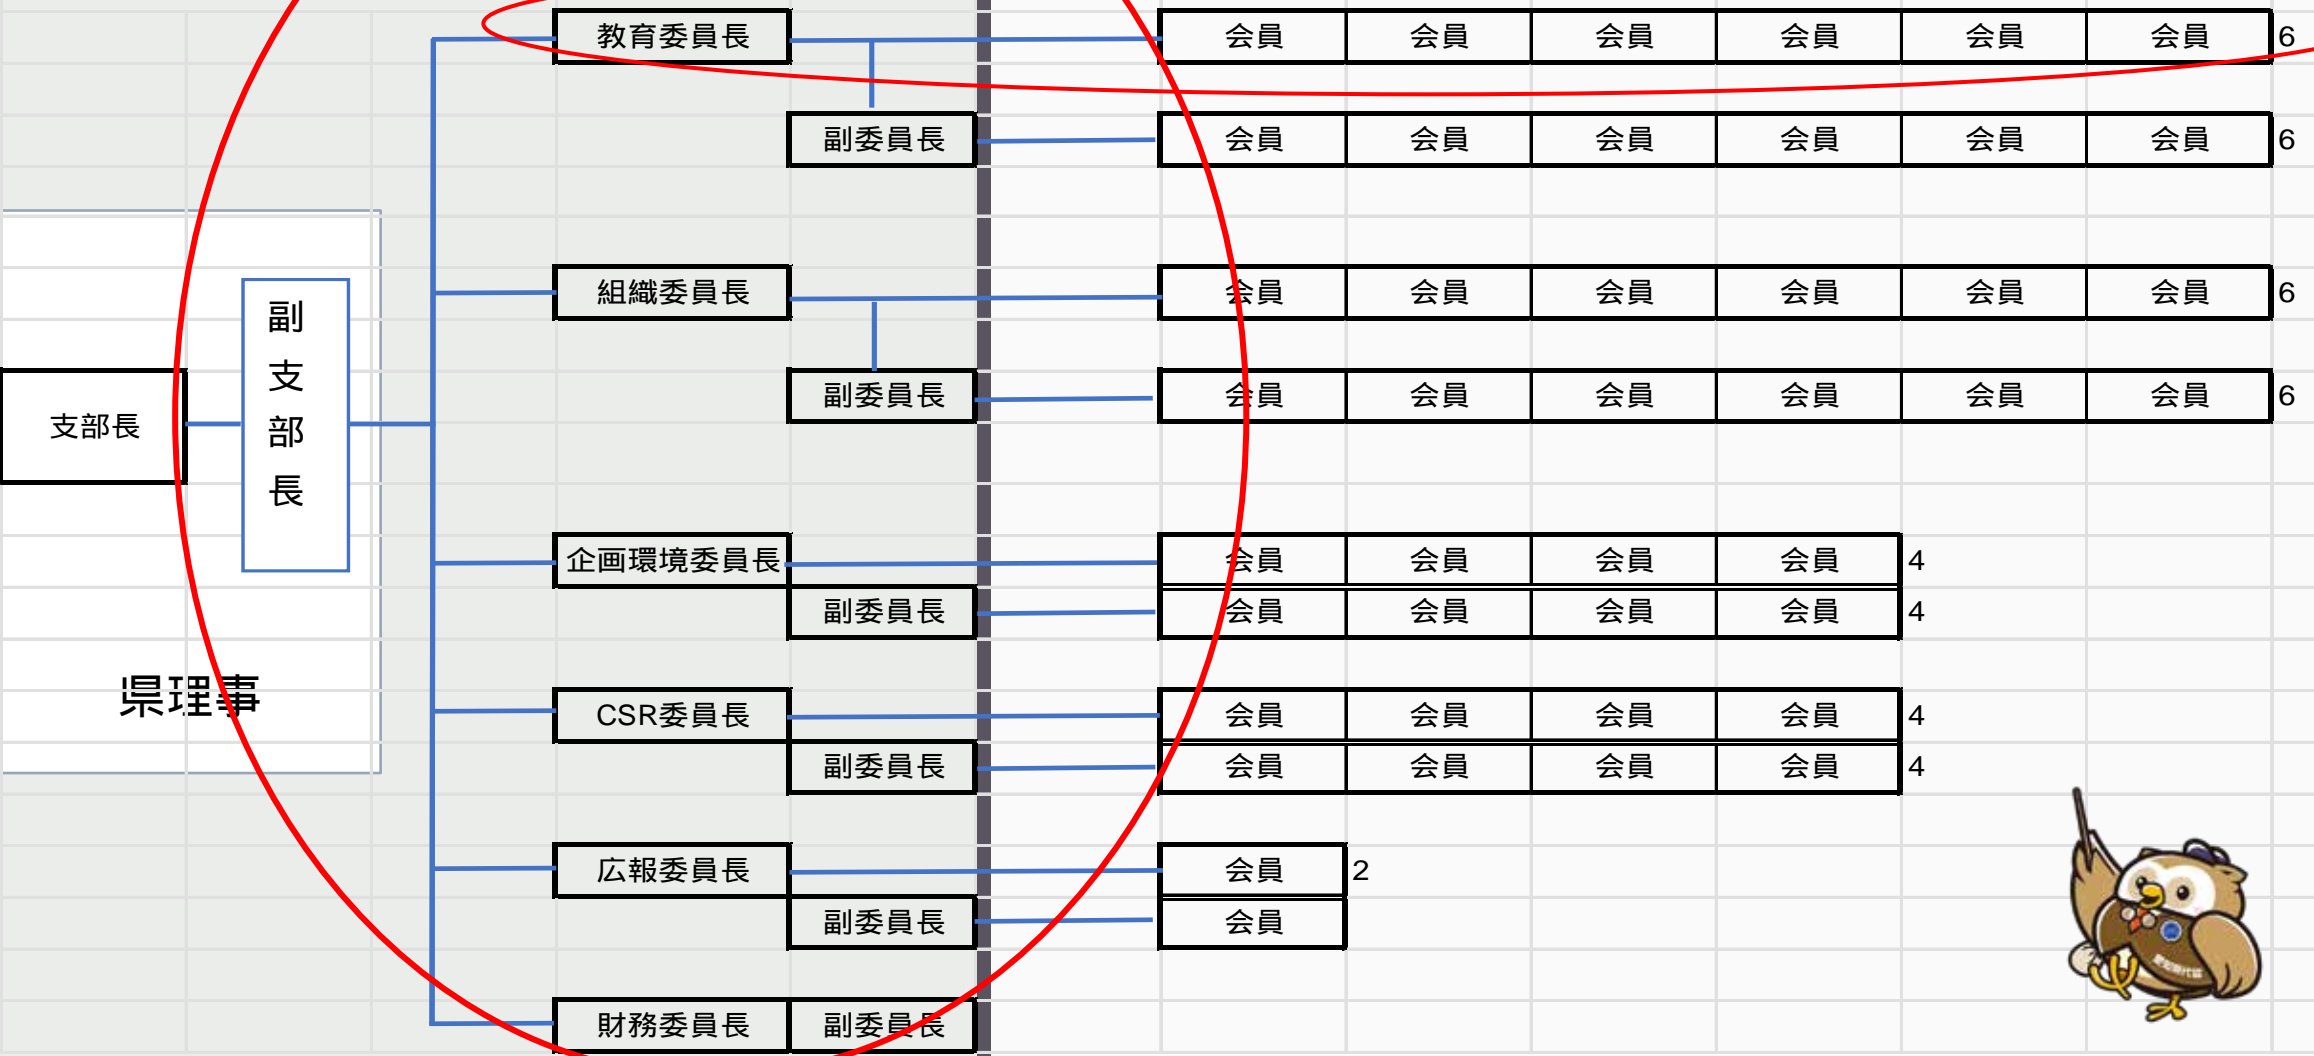 教育委員長 会員 会員 会員 会員 会員 会員 6
副委員長 会員 会員 会員 会員 会員 会員 6
組織委員長 会員 会員 会員 会員 会員 会員 6
副委員長 会員 会員 会員 会員 会員 会員 6
支部長
副支部長
県理事
企画環境委員長 会員 会員 会員 会員 4
副委員長 会員 会員 会員 会員 4
CSR委員長 会員 会員 会員 会員 4
副委員長 会員 会員 会員 会員 4
広報委員長 会員 2
副委員長 会員
財務委員長 副委員長